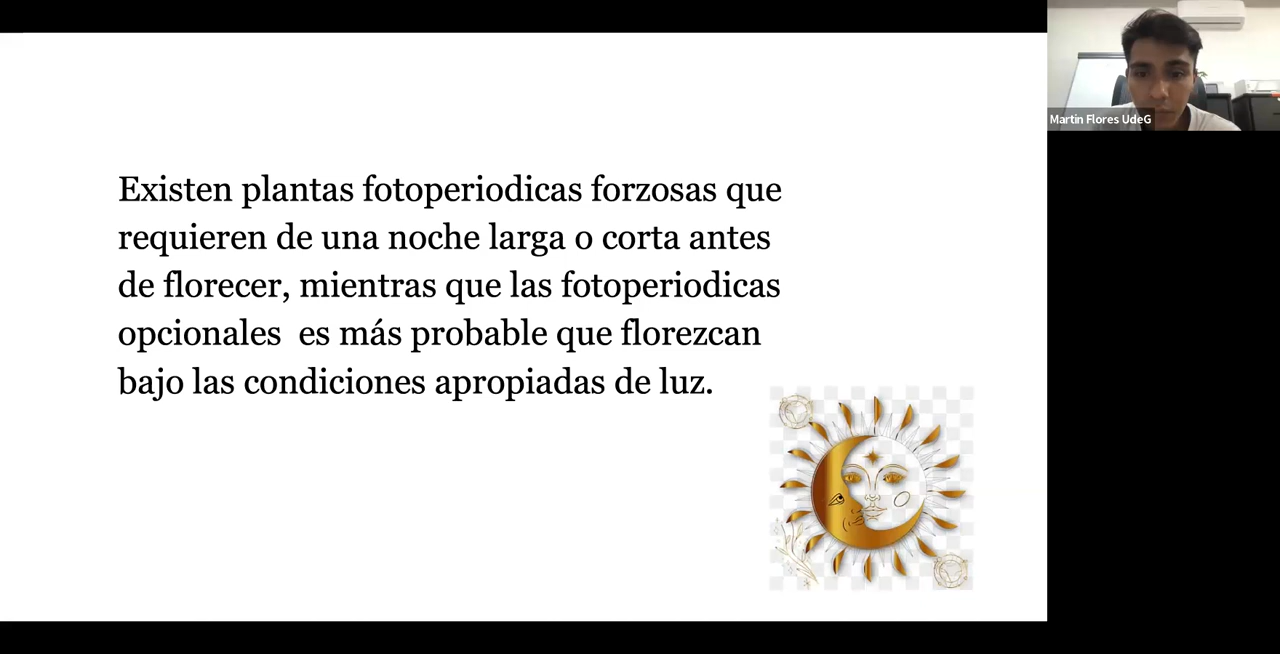 Existen plantas fotoperiodicas forzosas que
requieren de una noche larga o corta antes
de florecer, mientras que las fotoperiodicas
opcionales  es más probable que florezcan
bajo las condiciones apropiadas de luz.
Martin Flores UdeG